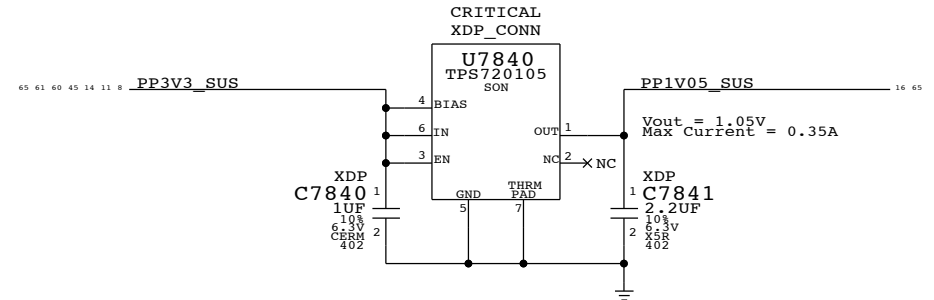 CRITICAL
XDP_CONN
U7840
TPS720105
SON
65 61 60 45 14 11 8 PP3V3_SUS
PP1V05_SUS 16 65
Vout = 1.05V
Max Current = 0.35A
4 BIAS
6 IN
OUT 1
3 EN
NC 2 NC
GND
THRM
PAD
5
7
XDP
C7840 1
1UF
10%
6.3V
CERM
402
2
XDP
1 C7841
2.2UF
10%
6.3V
X5R
402
2